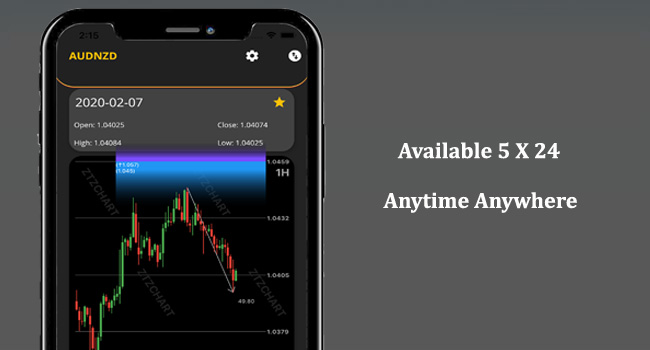 2:15
AUDNZD
2020-02-07
Open: 1.04025 Close: 1.04074
High: 1.04084 Low: 1.04025
1.0459
1H
1.0432
ZTZCHART
ZTZCHART
1.0405
49.80
ZTZCHART
1.0379
Available 5 X 24
Anytime Anywhere